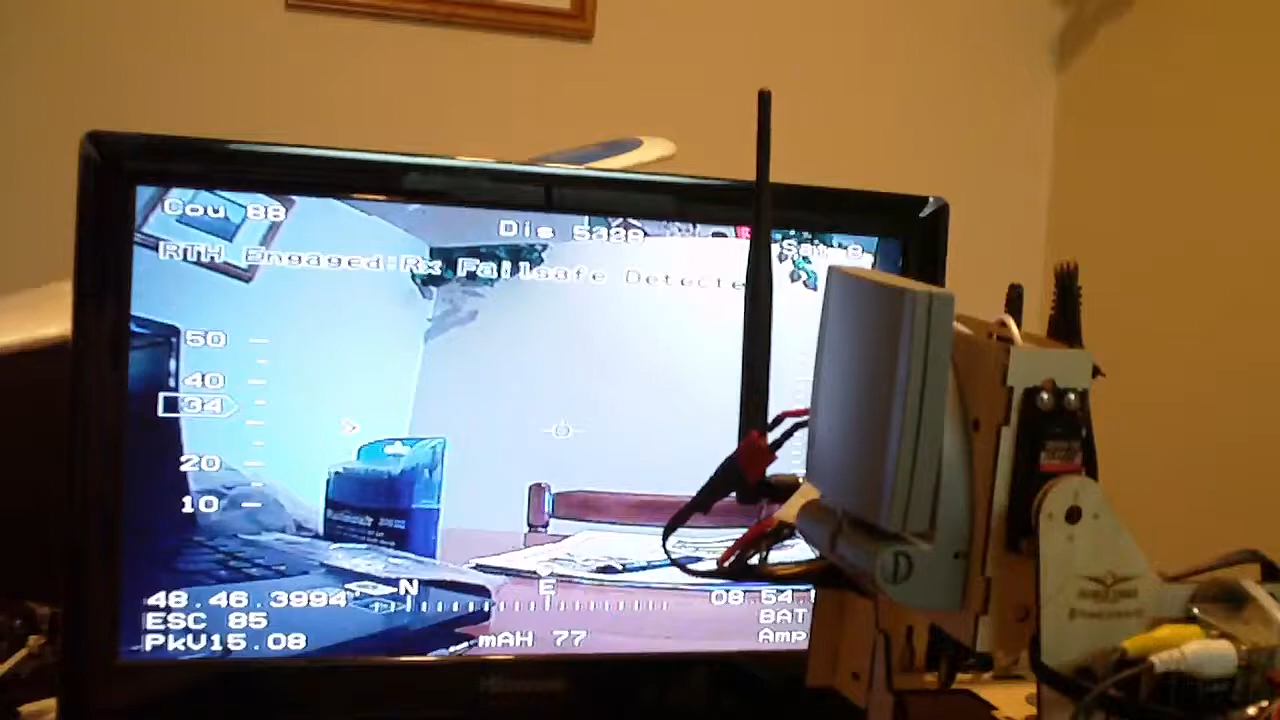 Cou 88
Dis 5328
Sat 8
RTH Engaged-Rx Failsafe Detecte
50
40
34
20
10
N
E
48.46.3994
08.54.
ESC 85
BAT
PkV15.08
mAH 77
Amp